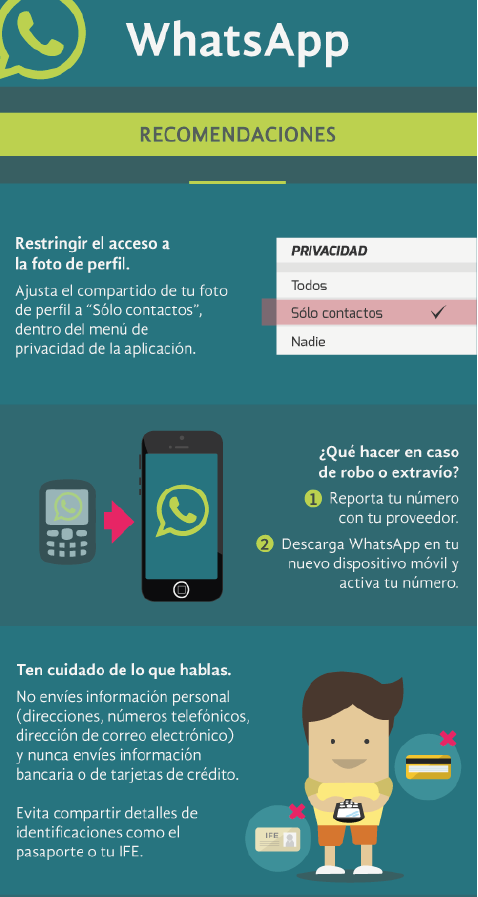 WhatsApp
RECOMENDACIONES
Restringir el acceso a
la foto de perfil.
Ajusta el compartido de tu foto
de perfil a “Sólo contactos”,
dentro del menú de
privacidad de la aplicación.
PRIVACIDAD
Todos
Sólo contactos
Nadie
¿Qué hacer en caso
de robo o extravío?
1 Reporta tu número
con tu proveedor.
2 Descarga WhatsApp en tu
nuevo dispositivo móvil y
activa tu número.
Ten cuidado de lo que hablas.
No envíes información personal
(direcciones, números telefónicos,
dirección de correo electrónico)
y nunca envíes información
bancaria o de tarjetas de crédito.
Evita compartir detalles de
identificaciones como el
pasaporte o tu IFE.
IFE